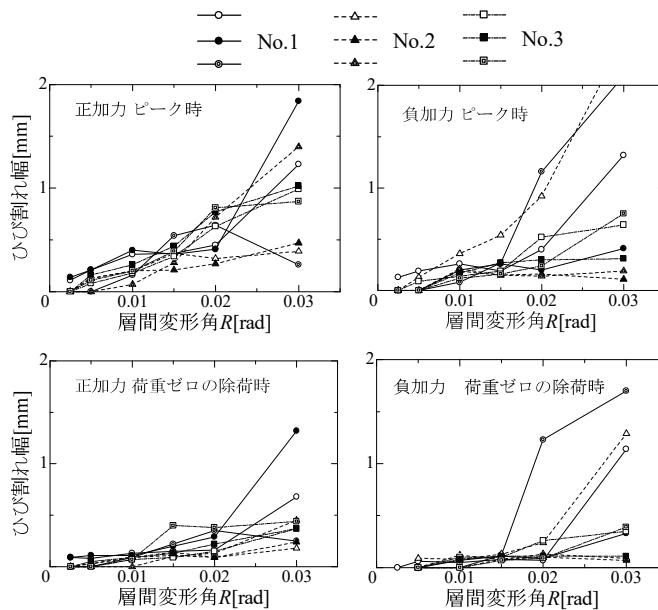 No.1 No.2 No.3
2
正加力 ピーク時
ひび割れ幅[mm]
1
0 0.01 0.02 0.03
層間変形角R[rad]
2
負加力 ピーク時
1
0 0.01 0.02 0.03
層間変形角R[rad]
2
正加力 荷重ゼロの除荷時
ひび割れ幅[mm]
1
0 0.01 0.02 0.03
層間変形角R[rad]
2
負加力 荷重ゼロの除荷時
1
0 0.01 0.02 0.03
層間変形角R[rad]